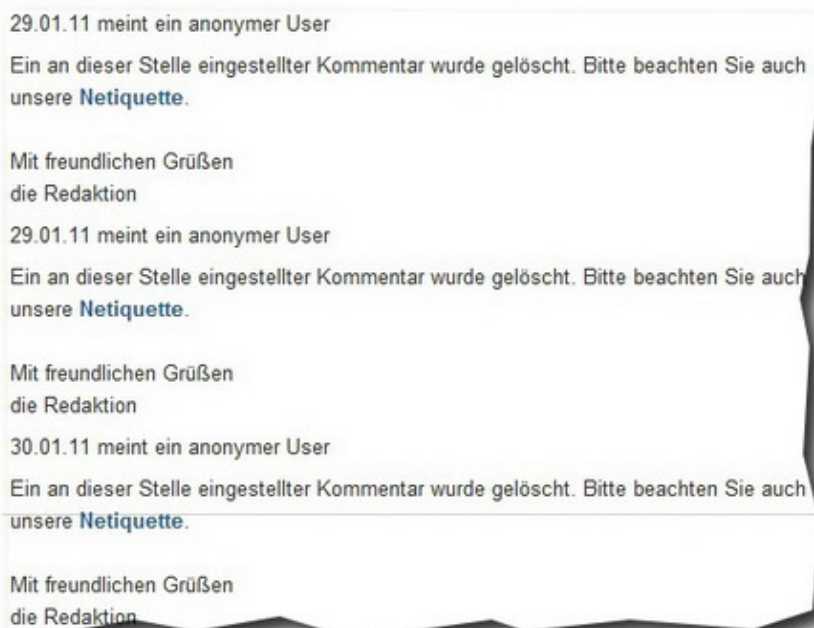 29.01.11 meint ein anonymer User
Ein an dieser Stelle eingestellter Kommentar wurde gelöscht. Bitte beachten Sie auch
unsere Netiquette.
Mit freundlichen Grüßen
die Redaktion
29.01.11 meint ein anonymer User
Ein an dieser Stelle eingestellter Kommentar wurde gelöscht. Bitte beachten Sie auch
unsere Netiquette.
Mit freundlichen Grüßen
die Redaktion
30.01.11 meint ein anonymer User
Ein an dieser Stelle eingestellter Kommentar wurde gelöscht. Bitte beachten Sie auch
unsere Netiquette.
Mit freundlichen Grüßen
die Redaktion